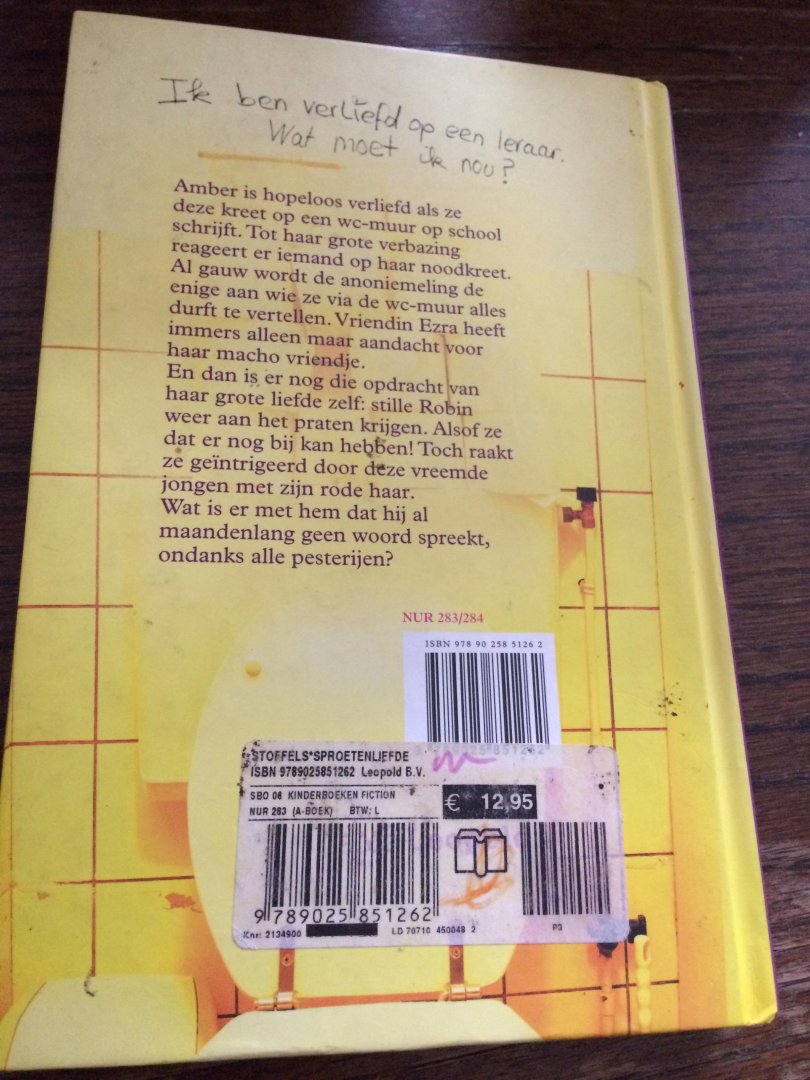 Ik ben verliefd op een leraar.
Wat moet ik nou?
Amber is hopeloos verliefd als ze
deze kreet op een wc-muur op school
schrijft. Tot haar grote verbazing
reageert er iemand op haar noodkreet.
Al gauw wordt de anoniemeling de
enige aan wie ze via de wc-muur alles
durft te vertellen. Vriendin Ezra heeft
immers alleen maar aandacht voor
haar macho vriendje.
En dan is er nog die opdracht van
haar grote liefde zelf: stille Robin
weer aan het praten krijgen. Alsof ze
dat er nog bij kan hebben! Toch raakt
ze geïntrigeerd door deze vreemde
jongen met zijn rode haar.
Wat is er met hem dat hij al
maandenlang geen woord spreekt,
ondanks alle pesterijen?
NUR 283/284
ISBN 978 90 258 5126 2
9 789025 851262
STOFFELS*SPROETENLIEFDE
ISBN 9789025851262 Leopold B.V.
SBO 06 KINDERBOEKEN FICTION
NUR 283 (A-BOEK) BTW: L
€ 12,95
9 789025 851262
Knr: 2134900 LD 70710 450048 2 P3